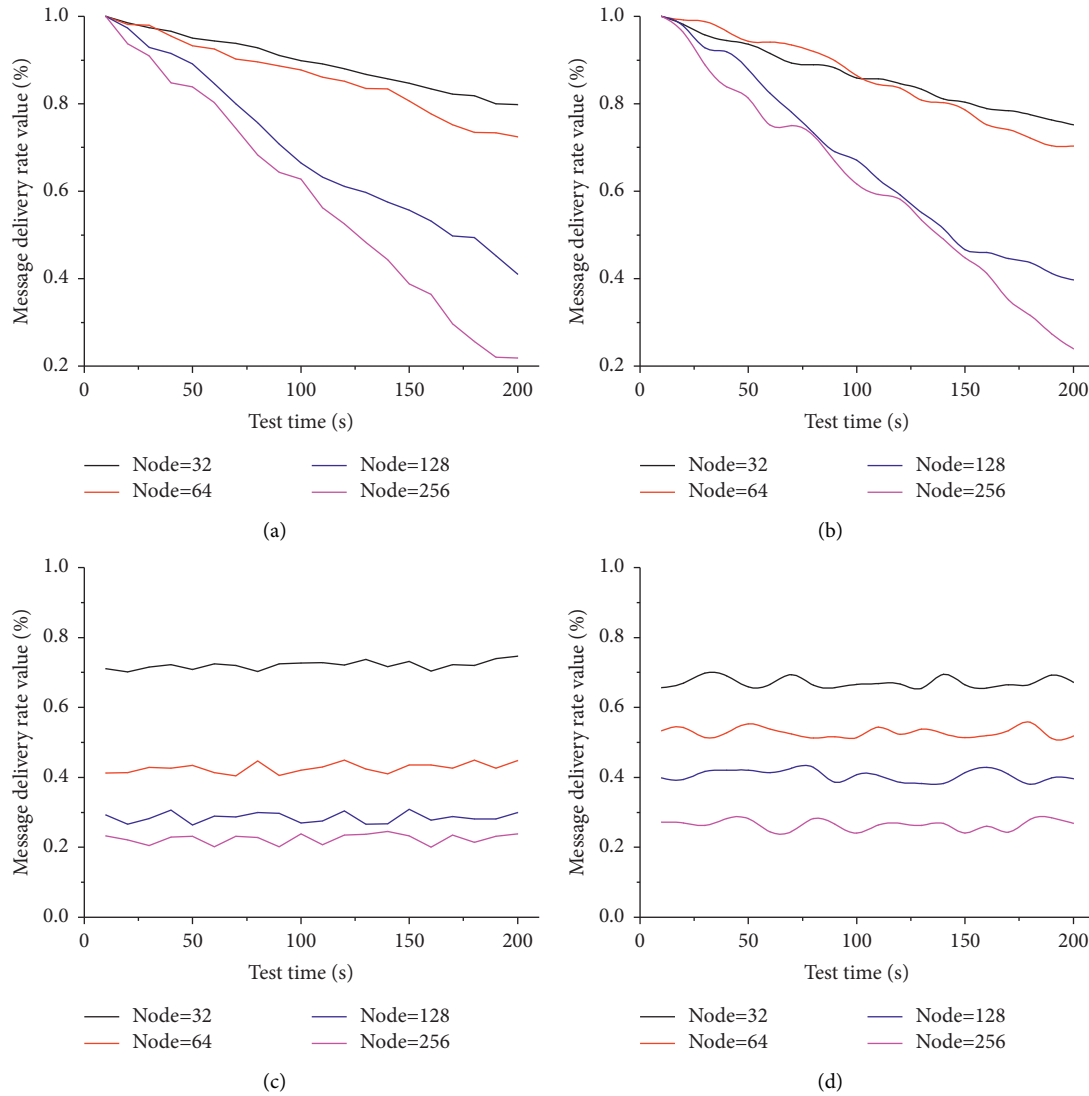 Message delivery rate value (%)
1.0
0.8
0.6
0.4
0.2
0 50 100 150 200
Test time (s)
Node=32 Node=128
Node=64 Node=256
(a)
Message delivery rate value (%)
1.0
0.8
0.6
0.4
0.2
0 50 100 150 200
Test time (s)
Node=32 Node=128
Node=64 Node=256
(b)
Message delivery rate value (%)
1.0
0.8
0.6
0.4
0.2
0.0
0 50 100 150 200
Test time (s)
Node=32 Node=128
Node=64 Node=256
(c)
Message delivery rate value (%)
1.0
0.8
0.6
0.4
0.2
0.0
0 50 100 150 200
Test time (s)
Node=32 Node=128
Node=64 Node=256
(d)